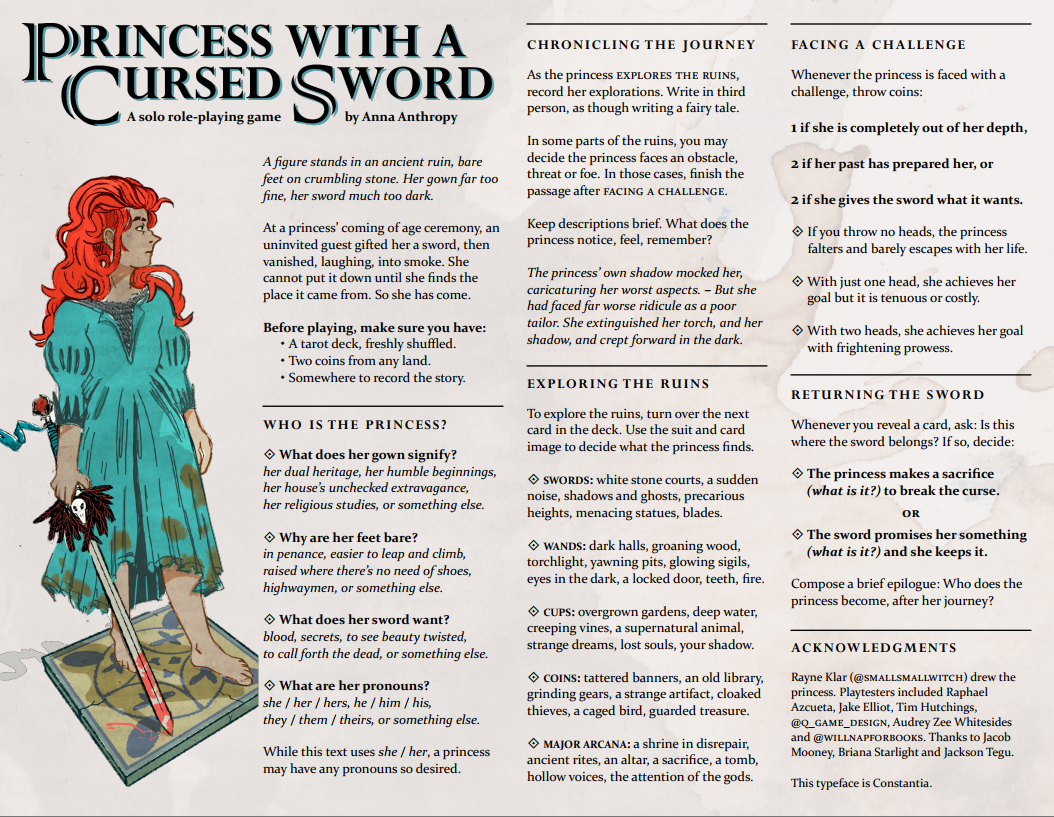 PRINCESS WITH A
CURSED SWORD
A solo role-playing game by Anna Anthropy
A figure stands in an ancient ruin, bare
feet on crumbling stone. Her gown far too
fine, her sword much too dark.
At a princess' coming of age ceremony, an
uninvited guest gifted her a sword, then
vanished, laughing, into smoke. She
cannot put it down until she finds the
place it came from. So she has come.
Before playing, make sure you have:
• A tarot deck, freshly shuffled.
• Two coins from any land.
• Somewhere to record the story.
WHO IS THE PRINCESS?
What does her gown signify?
her dual heritage, her humble beginnings,
her house's unchecked extravagance,
her religious studies, or something else.
Why are her feet bare?
in penance, easier to leap and climb,
raised where there's no need of shoes,
highwaymen, or something else.
What does her sword want?
blood, secrets, to see beauty twisted,
to call forth the dead, or something else.
What are her pronouns?
she / her / hers, he / him / his,
they / them / theirs, or something else.
While this text uses she / her, a princess
may have any pronouns so desired.
CHRONICLING THE JOURNEY
As the princess EXPLORES THE RUINS,
record her explorations. Write in third
person, as though writing a fairy tale.
In some parts of the ruins, you may
decide the princess faces an obstacle,
threat or foe. In those cases, finish the
passage after FACING A CHALLENGE.
Keep descriptions brief. What does the
princess notice, feel, remember?
The princess' own shadow mocked her,
caricaturing her worst aspects. – But she
had faced far worse ridicule as a poor
tailor. She extinguished her torch, and her
shadow, and crept forward in the dark.
EXPLORING THE RUINS
To explore the ruins, turn over the next
card in the deck. Use the suit and card
image to decide what the princess finds.
SWORDS: white stone courts, a sudden
noise, shadows and ghosts, precarious
heights, menacing statues, blades.
WANDS: dark halls, groaning wood,
torchlight, yawning pits, glowing sigils,
eyes in the dark, a locked door, teeth, fire.
CUPS: overgrown gardens, deep water,
creeping vines, a supernatural animal,
strange dreams, lost souls, your shadow.
COINS: tattered banners, an old library,
grinding gears, a strange artifact, cloaked
thieves, a caged bird, guarded treasure.
MAJOR ARCANA: a shrine in disrepair,
ancient rites, an altar, a sacrifice, a tomb,
hollow voices, the attention of the gods.
FACING A CHALLENGE
Whenever the princess is faced with a
challenge, throw coins:
1 if she is completely out of her depth,
2 if her past has prepared her, or
2 if she gives the sword what it wants.
If you throw no heads, the princess
falters and barely escapes with her life.
With just one head, she achieves her
goal but it is tenuous or costly.
With two heads, she achieves her goal
with frightening prowess.
RETURNING THE SWORD
Whenever you reveal a card, ask: Is this
where the sword belongs? If so, decide:
The princess makes a sacrifice
(what is it?) to break the curse.
OR
The sword promises her something
(what is it?) and she keeps it.
Compose a brief epilogue: Who does the
princess become, after her journey?
ACKNOWLEDGMENTS
Rayne Klar (@SMALLSMALLWITCH) drew the
princess. Playtesters included Raphael
Azcueta, Jake Elliot, Tim Hutchings,
@Q_GAME_DESIGN, Audrey Zee Whitesides
and @WILLNAPFORBOOKS. Thanks to Jacob
Mooney, Briana Starlight and Jackson Tegu.
This typeface is Constantia.